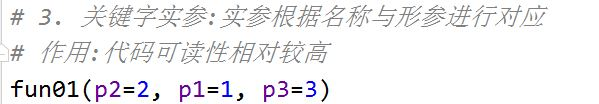 # 3. 关键字实参:实参根据名称与形参进行对应
# 作用:代码可读性相对较高
fun01(p2=2, p1=1, p3=3)